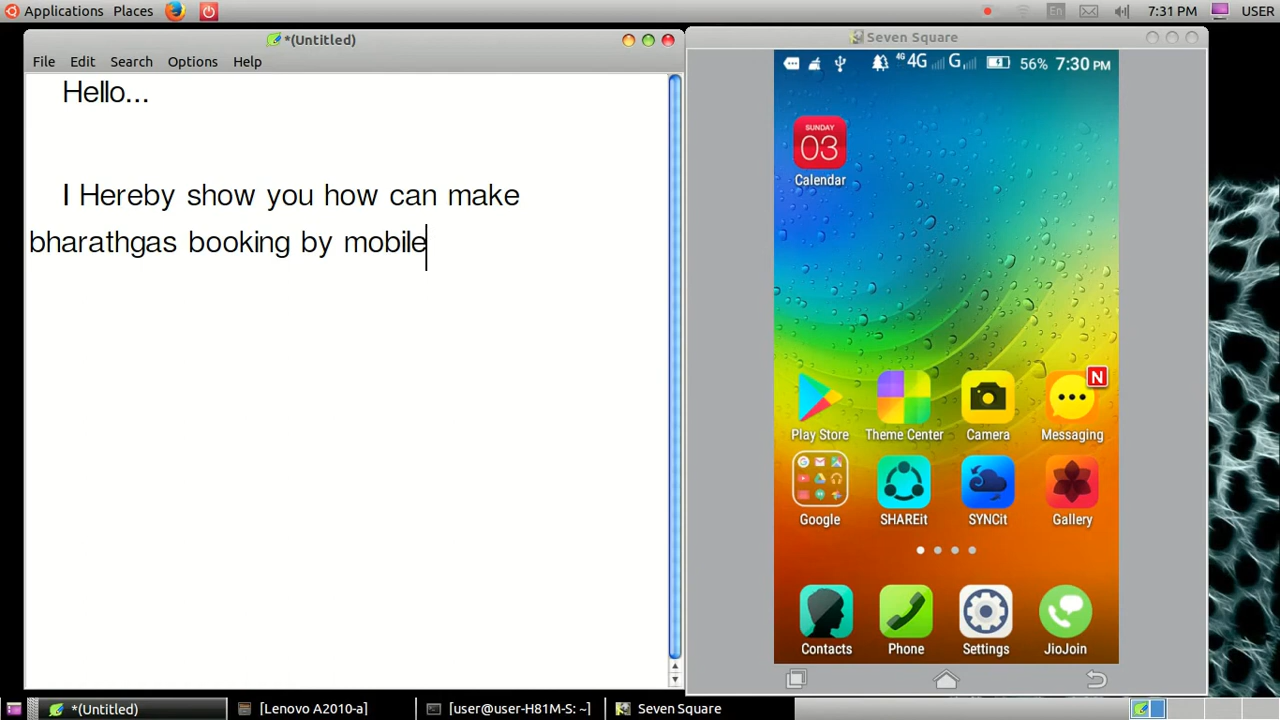 Applications Places En 7:31 PM USER
*(Untitled)
File Edit Search Options Help
Hello...
I Hereby show you how can make
bharathgas booking by mobile
Seven Square
4G 4G G 56% 7:30 PM
SUNDAY
03
Calendar
N
Play Store Theme Center Camera Messaging
Google SHAREit SYNCit Gallery
Contacts Phone Settings JioJoin
*(Untitled) [Lenovo A2010-a] [user@user-H81M-S: ~] Seven Square